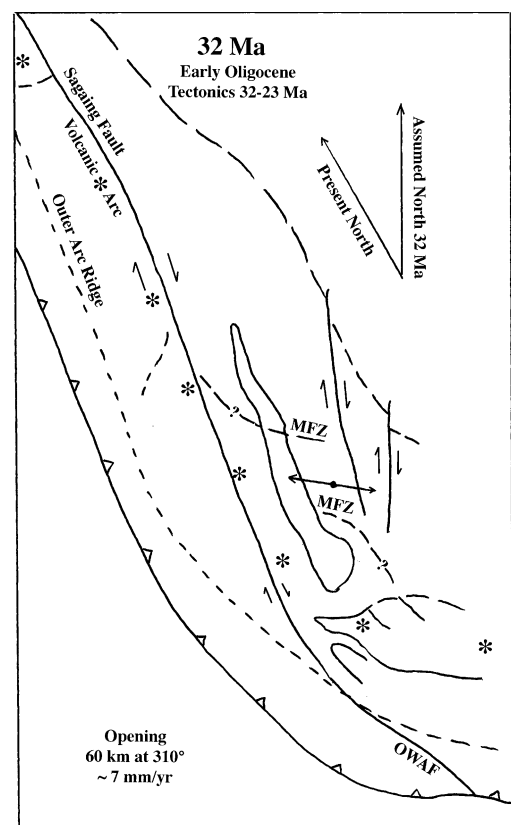 32 Ma
Early Oligocene
Tectonics 32-23 Ma
Sagaing Fault
Volcanic * Arc
Outer Arc Ridge
Present North
Assumed North 32 Ma
?
MFZ
MFZ
?
OWAF
Opening
60 km at 310°
~ 7 mm/yr